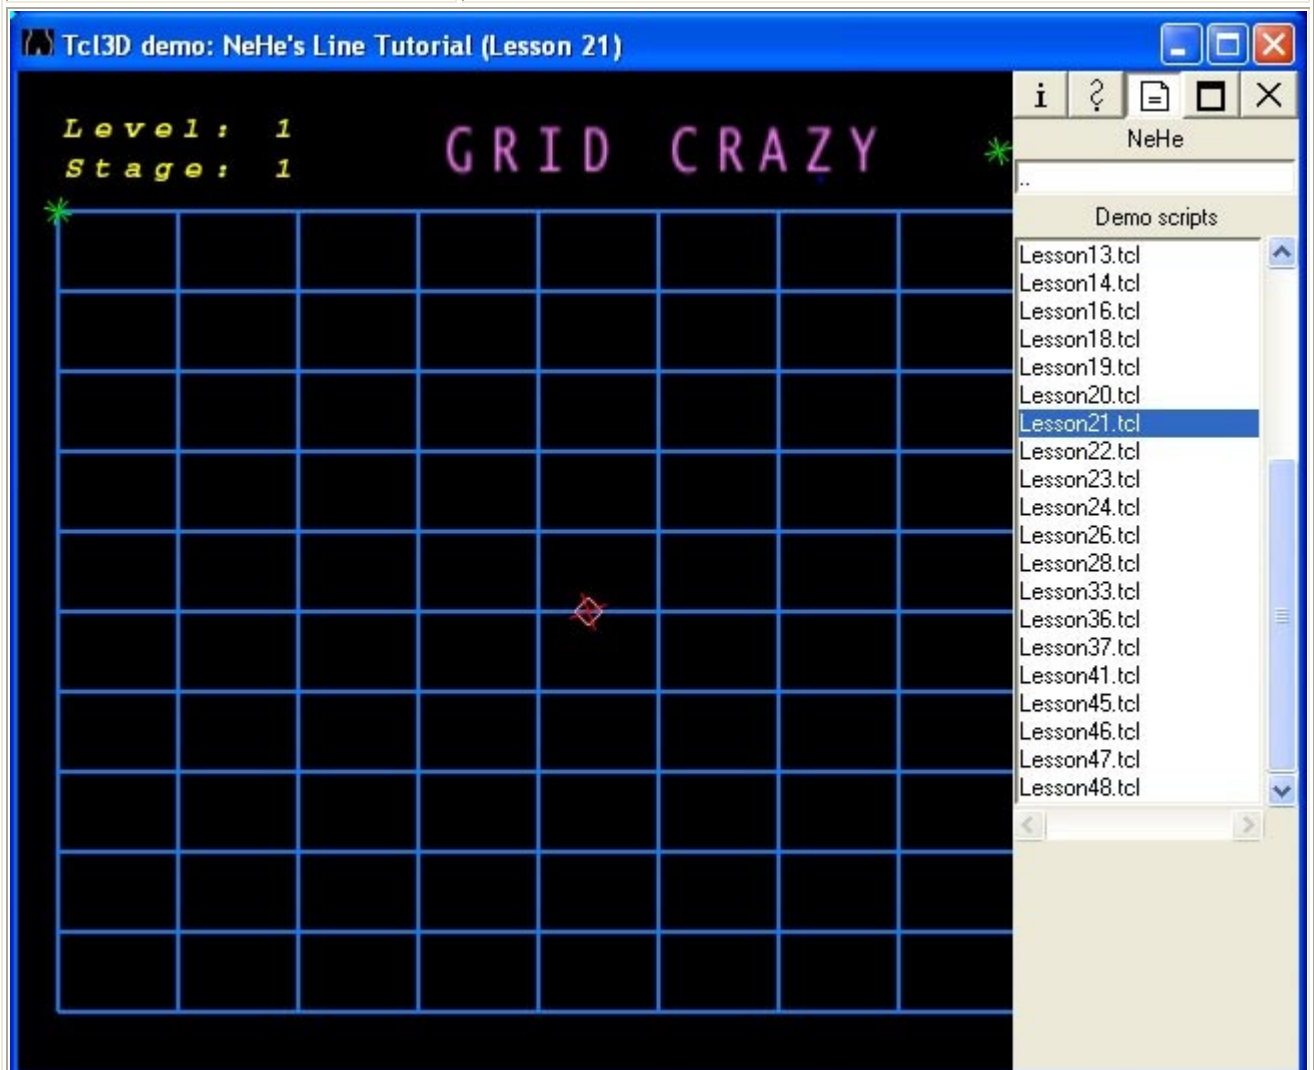 Tcl3D demo: NeHe's Line Tutorial (Lesson 21)
Level: 1
Stage: 1
GRID CRAZY
i ?
NeHe
..
Demo scripts
Lesson13.tcl
Lesson14.tcl
Lesson16.tcl
Lesson18.tcl
Lesson19.tcl
Lesson20.tcl
Lesson21.tcl
Lesson22.tcl
Lesson23.tcl
Lesson24.tcl
Lesson26.tcl
Lesson28.tcl
Lesson33.tcl
Lesson36.tcl
Lesson37.tcl
Lesson41.tcl
Lesson45.tcl
Lesson46.tcl
Lesson47.tcl
Lesson48.tcl